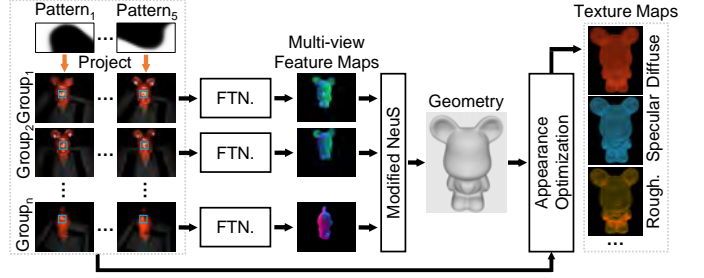 Pattern1 ... Pattern5
Project
Group1
...
FTN.
Group2
...
FTN.
...
...
Groupn
...
FTN.
Multi-view
Feature Maps
Modified NeuS
Geometry
Appearance
Optimization
Texture Maps
Diffuse
Specular
Rough.
...